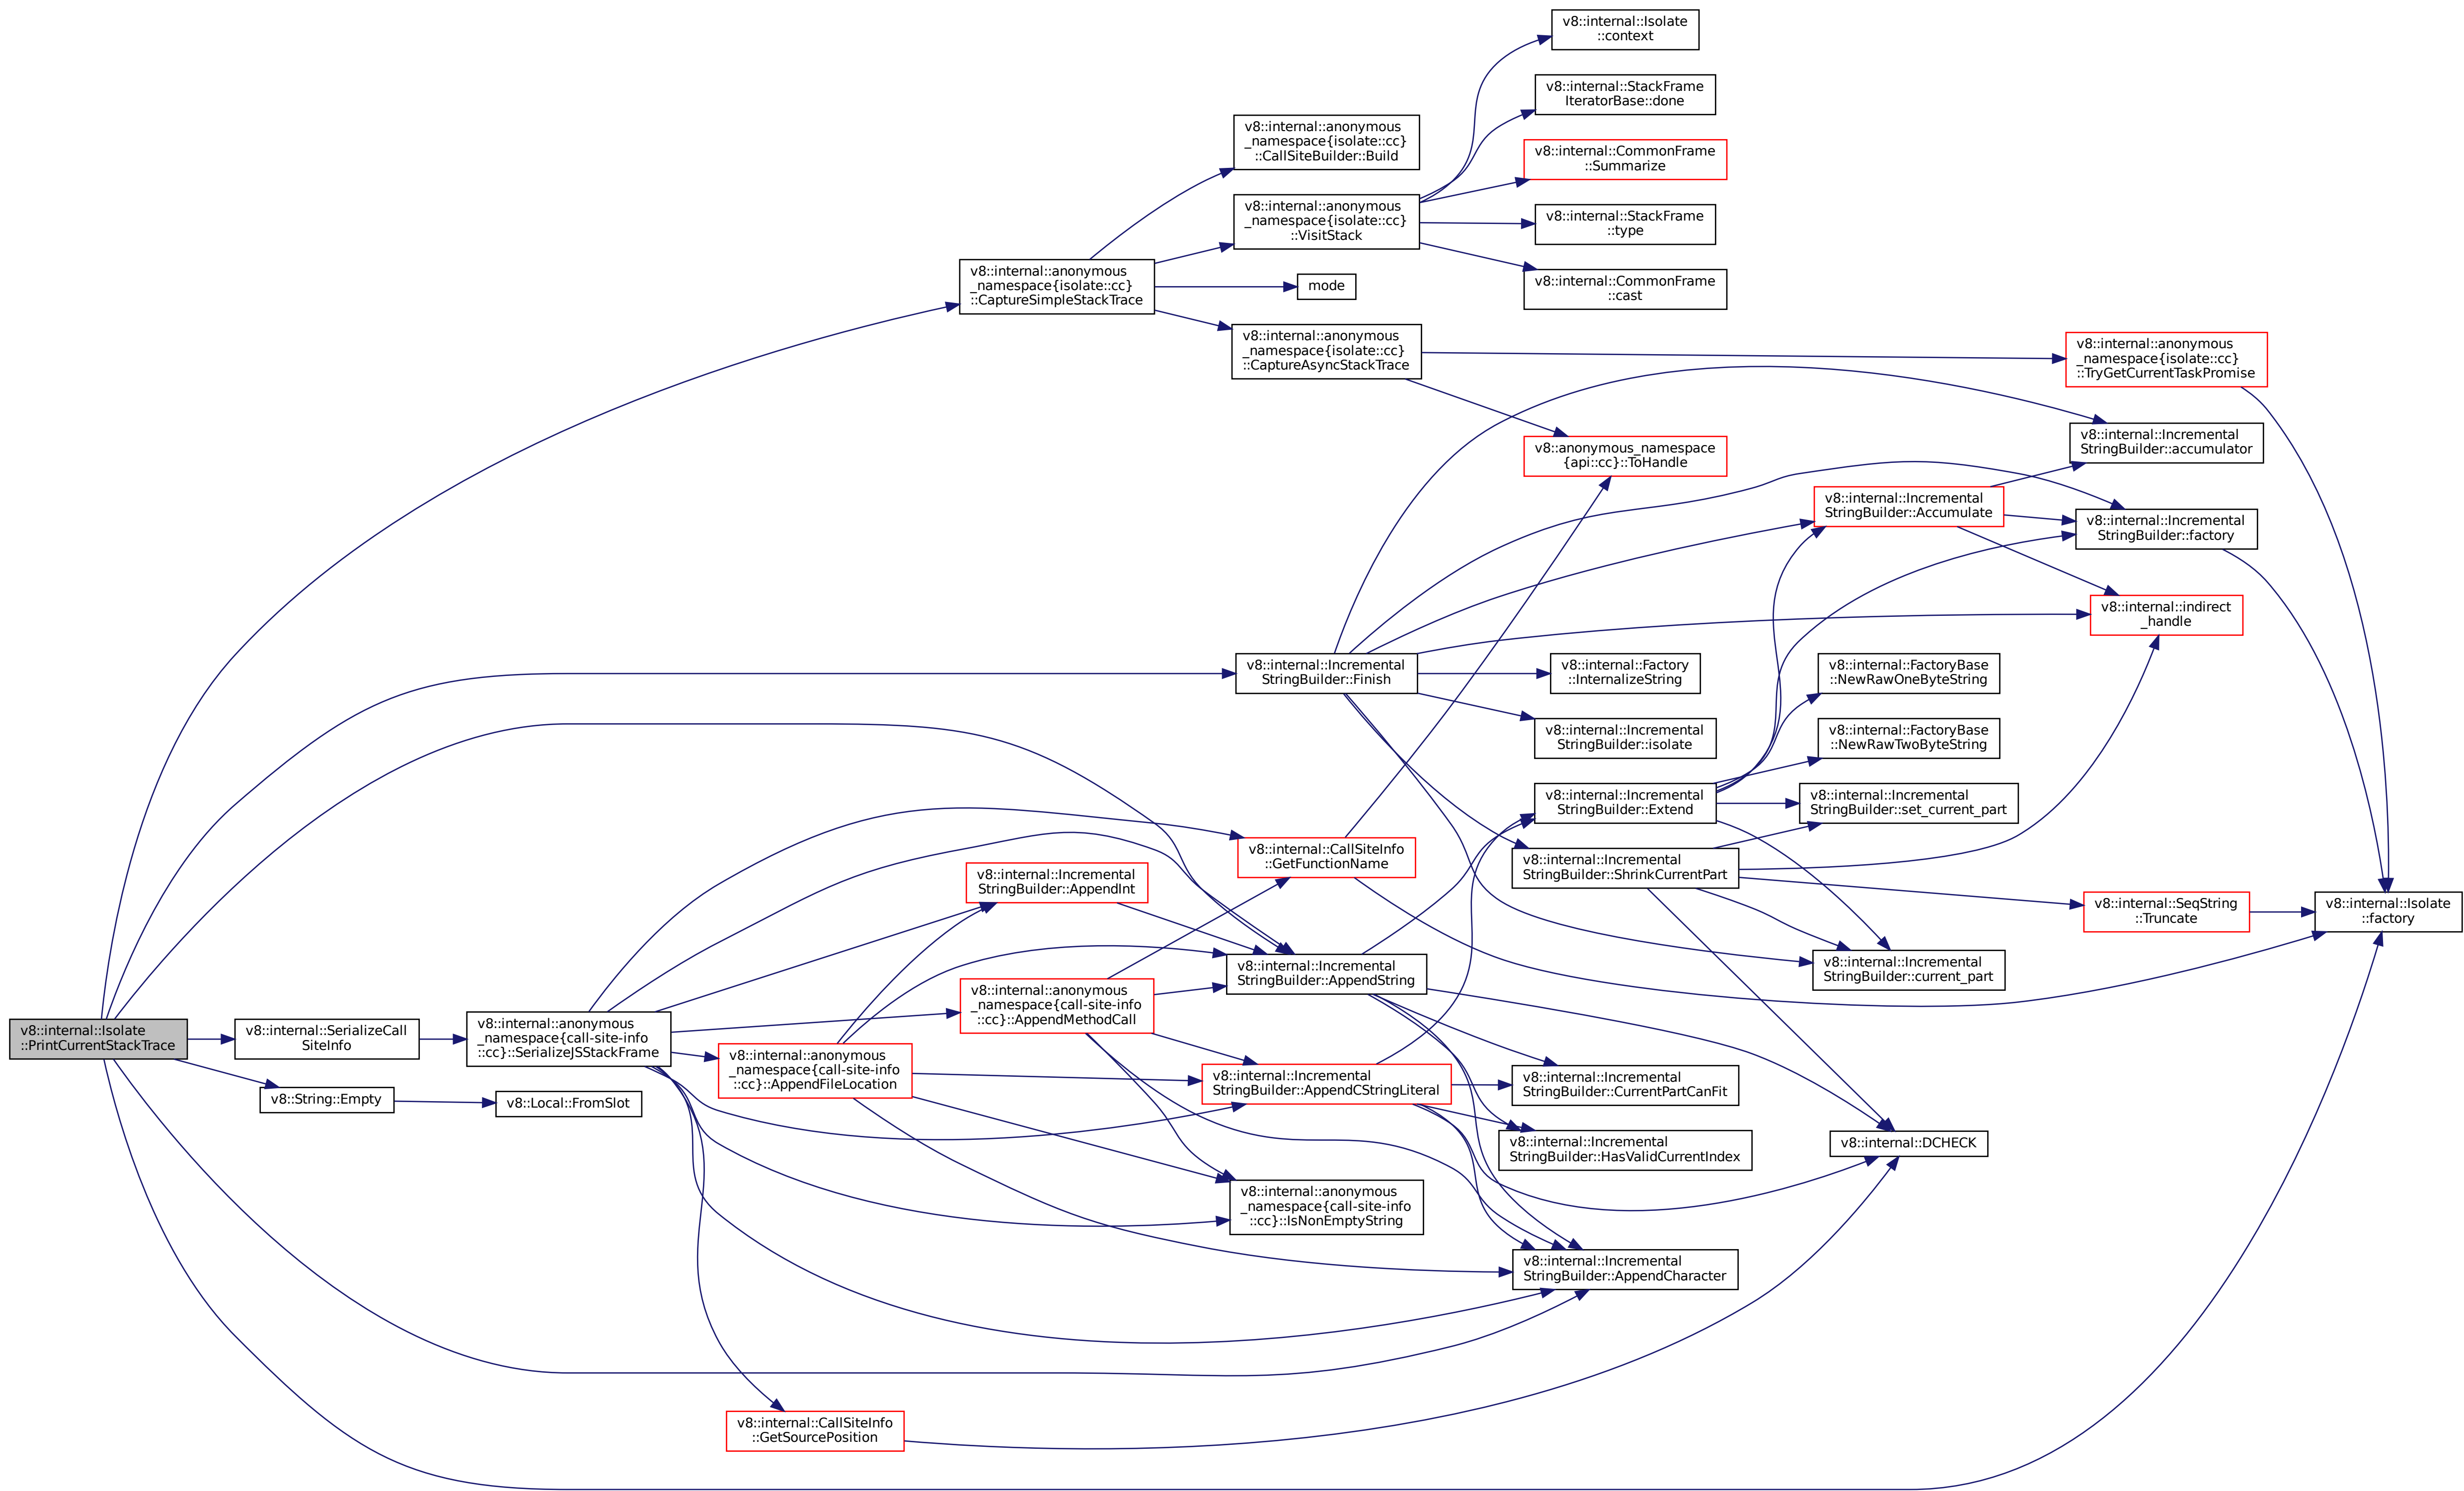 v8::internal::Isolate
::PrintCurrentStackTrace
v8::internal::SerializeCall
SiteInfo
v8::String::Empty
v8::internal::anonymous
_namespace{call-site-info
::cc}::SerializeJSStackFrame
v8::Local::FromSlot
v8::internal::anonymous
_namespace{call-site-info
::cc}::AppendFileLocation
v8::internal::CallSiteInfo
::GetSourcePosition
v8::internal::anonymous
_namespace{isolate::cc}
::CaptureSimpleStackTrace
v8::internal::Incremental
StringBuilder::AppendInt
v8::internal::anonymous
_namespace{call-site-info
::cc}::AppendMethodCall
v8::internal::anonymous
_namespace{isolate::cc}
::CallSiteBuilder::Build
v8::internal::anonymous
_namespace{isolate::cc}
::VisitStack
mode
v8::internal::anonymous
_namespace{isolate::cc}
::CaptureAsyncStackTrace
v8::internal::Incremental
StringBuilder::Finish
v8::internal::CallSiteInfo
::GetFunctionName
v8::internal::Incremental
StringBuilder::AppendString
v8::internal::Incremental
StringBuilder::AppendCStringLiteral
v8::internal::anonymous
_namespace{call-site-info
::cc}::IsNonEmptyString
v8::internal::Isolate
::context
v8::internal::StackFrame
IteratorBase::done
v8::internal::CommonFrame
::Summarize
v8::internal::StackFrame
::type
v8::internal::CommonFrame
::cast
v8::anonymous_namespace
{api::cc}::ToHandle
v8::internal::Factory
::InternalizeString
v8::internal::Incremental
StringBuilder::isolate
v8::internal::Incremental
StringBuilder::Extend
v8::internal::Incremental
StringBuilder::ShrinkCurrentPart
v8::internal::Incremental
StringBuilder::CurrentPartCanFit
v8::internal::Incremental
StringBuilder::HasValidCurrentIndex
v8::internal::Incremental
StringBuilder::AppendCharacter
v8::internal::Incremental
StringBuilder::Accumulate
v8::internal::FactoryBase
::NewRawOneByteString
v8::internal::FactoryBase
::NewRawTwoByteString
v8::internal::Incremental
StringBuilder::set_current_part
v8::internal::Incremental
StringBuilder::current_part
v8::internal::DCHECK
v8::internal::anonymous
_namespace{isolate::cc}
::TryGetCurrentTaskPromise
v8::internal::Incremental
StringBuilder::accumulator
v8::internal::Incremental
StringBuilder::factory
v8::internal::indirect
_handle
v8::internal::SeqString
::Truncate
v8::internal::Isolate
::factory